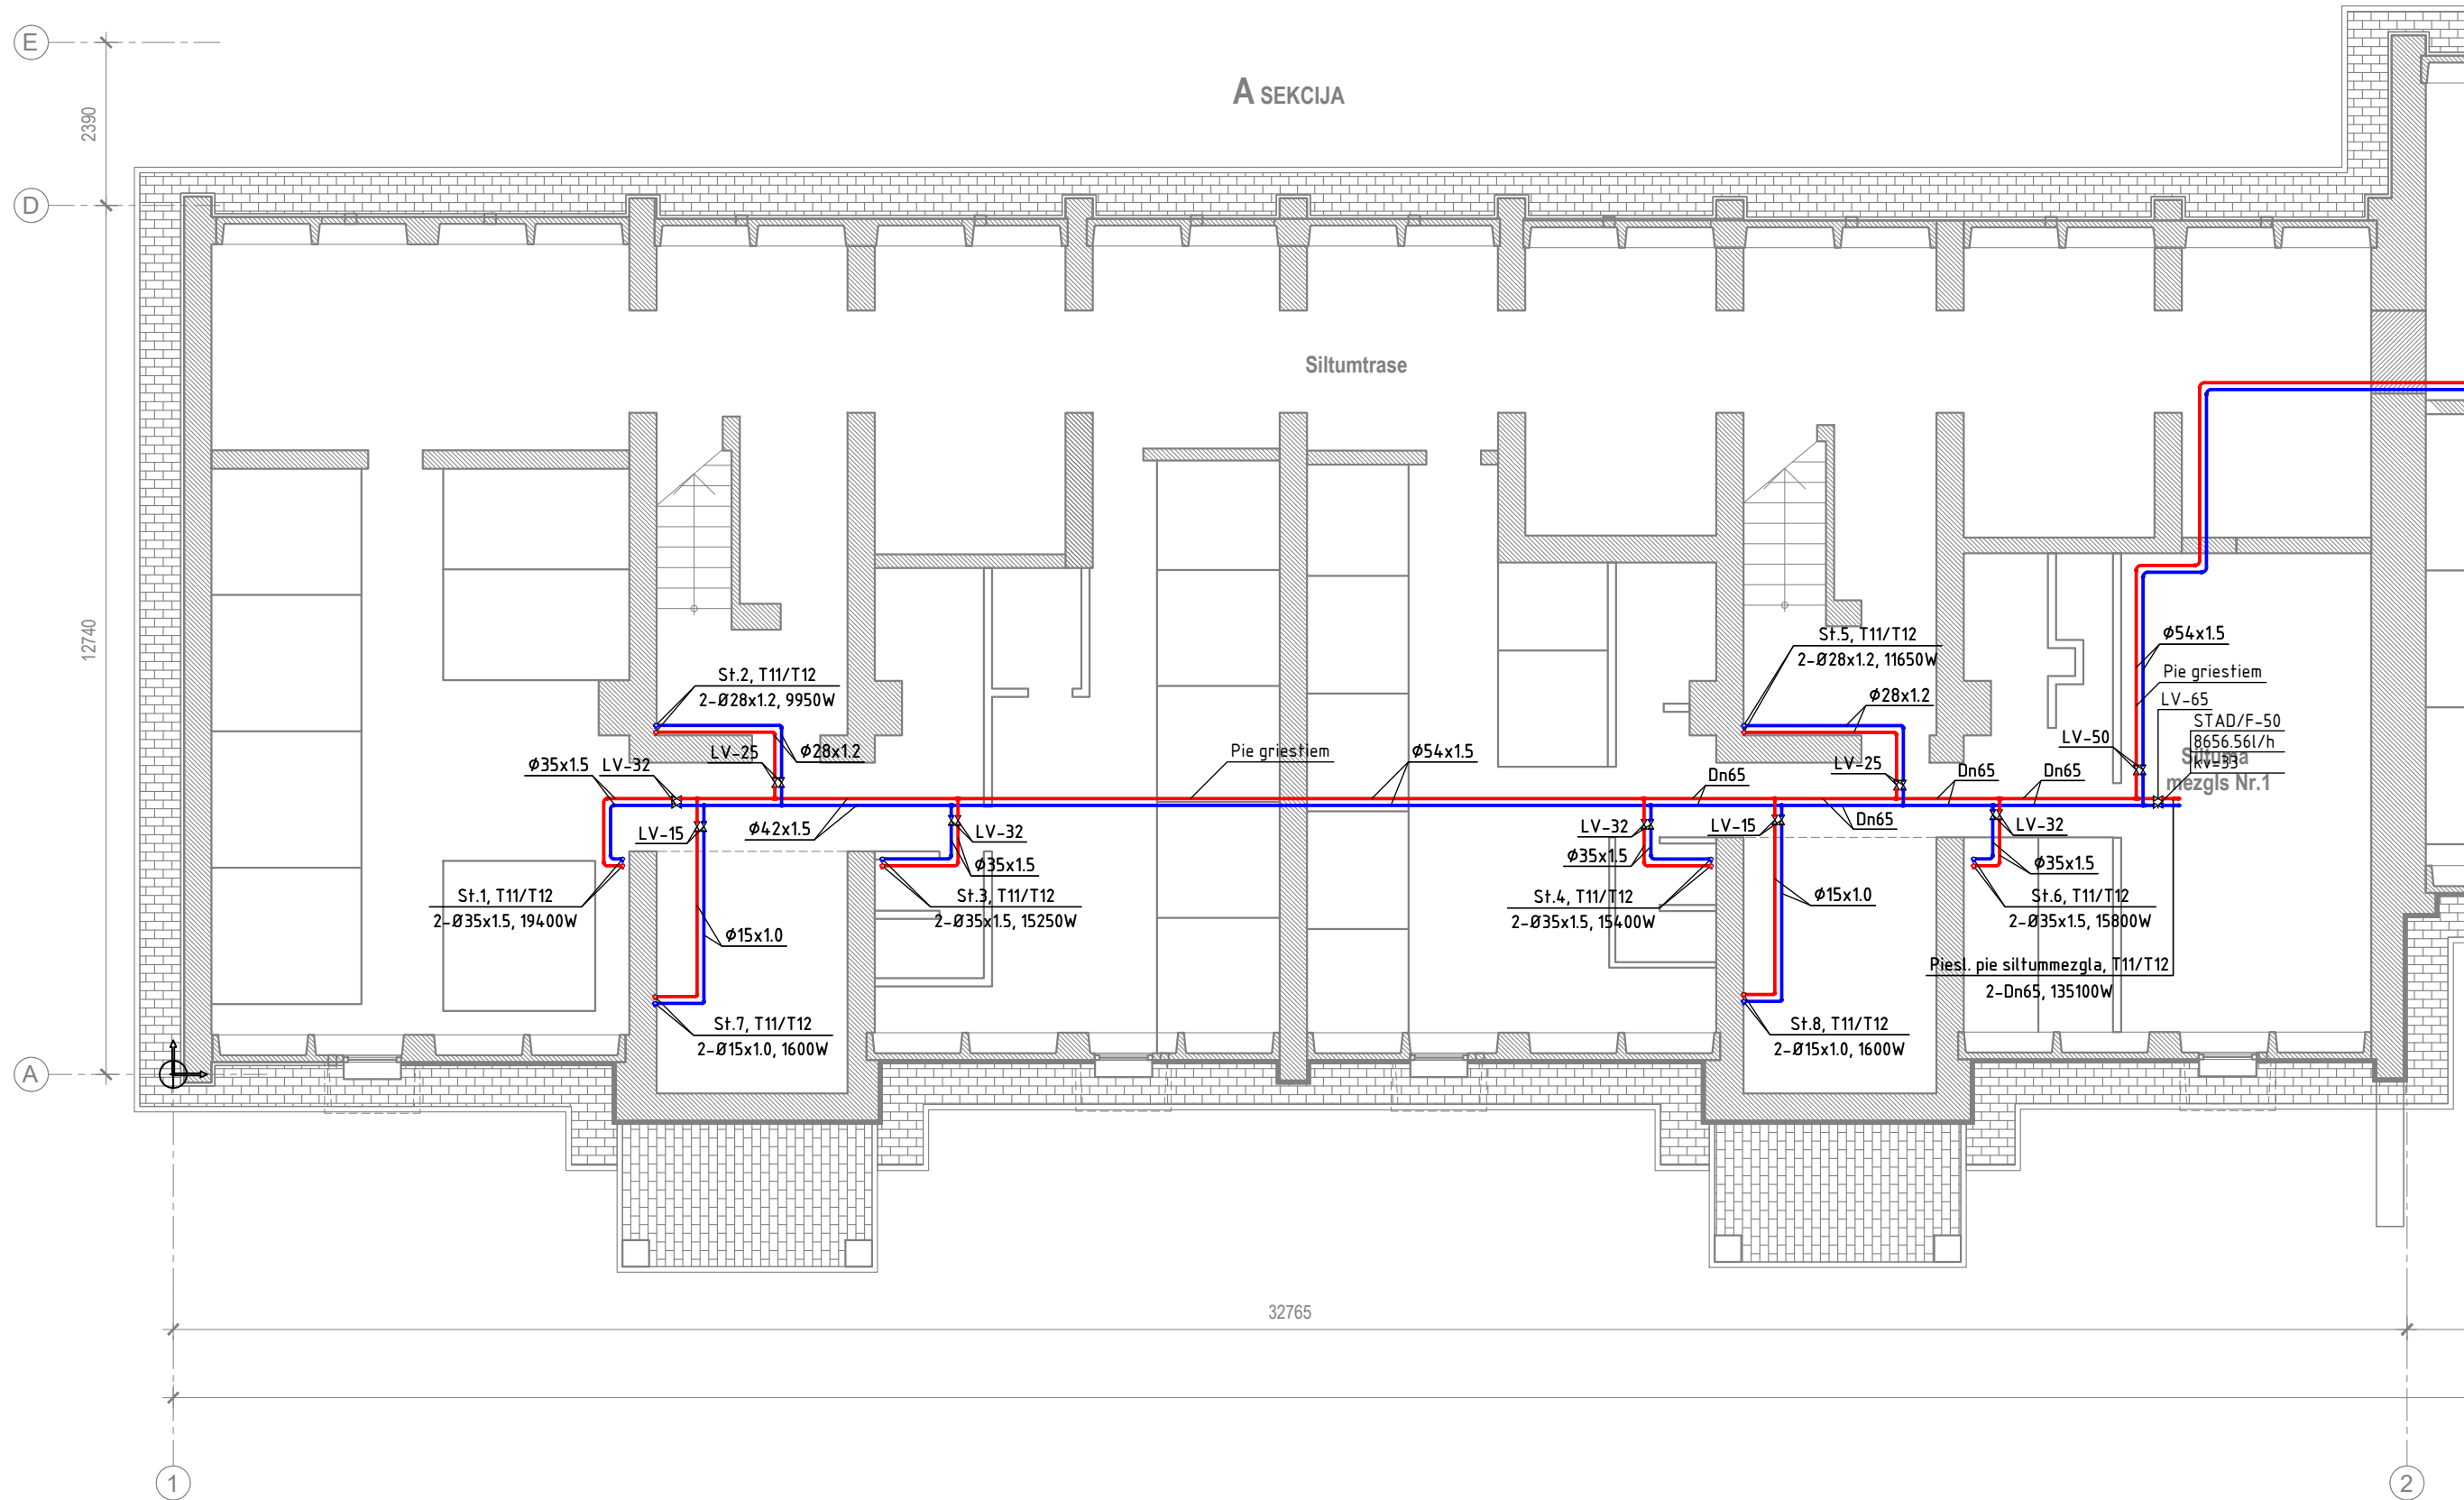 E
A SEKCIJA
2390
D
Siltumtrase
12740
St.5, T11/T12
2-Ø28x1.2, 11650W
Ø54x1.5
Pie griestiem
St.2, T11/T12
2-Ø28x1.2, 9950W
Ø28x1.2
LV-65
STAD/F-50
8656.56l/h
kv-33
LV-50
Siltuma
mezgls Nr.1
LV-25
Ø28x1.2
Pie griestiem
Ø54x1.5
Ø35x1.5
LV-32
LV-25
Dn65
Dn65
Dn65
LV-15
Ø42x1.5
LV-32
LV-32
LV-15
Dn65
LV-32
Ø35x1.5
Ø35x1.5
Ø35x1.5
St.1, T11/T12
2-Ø35x1.5, 19400W
St.3, T11/T12
2-Ø35x1.5, 15250W
St.4, T11/T12
2-Ø35x1.5, 15400W
Ø15x1.0
St.6, T11/T12
2-Ø35x1.5, 15800W
Ø15x1.0
Piesl. pie siltummezgla, T11/T12
2-Dn65, 135100W
St.7, T11/T12
2-Ø15x1.0, 1600W
St.8, T11/T12
2-Ø15x1.0, 1600W
A
32765
1
2